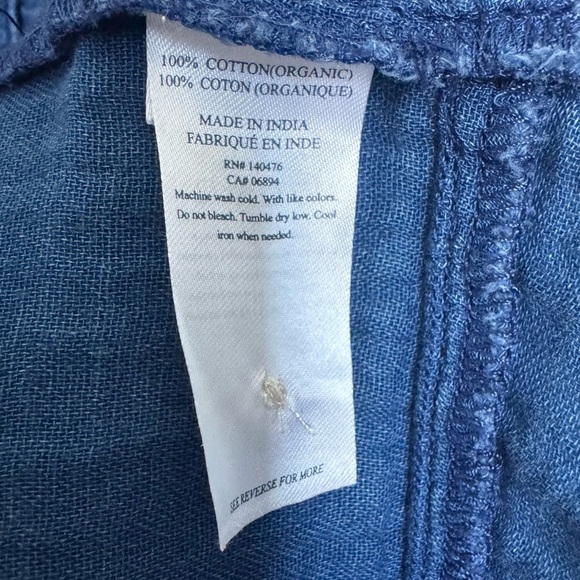 100% COTTON(ORGANIC)
100% COTON (ORGANIQUE)
MADE IN INDIA
FABRIQUÉ EN INDE
RN# 140476
CA# 06894
Machine wash cold. With like colors.
Do not bleach. Tumble dry low. Cool
iron when needed.
SEE REVERSE FOR MORE